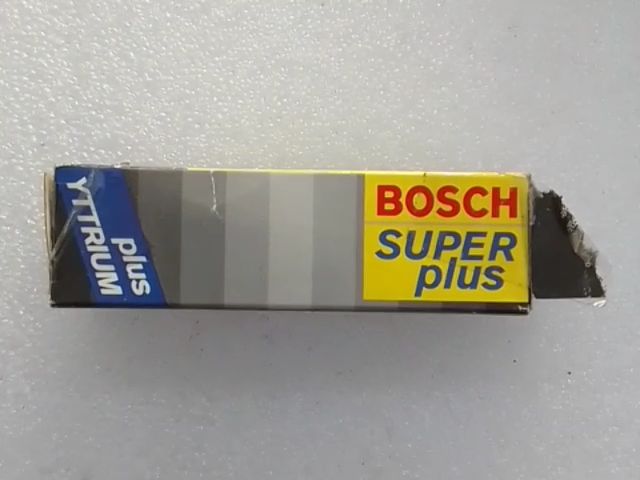 BOSCH
SUPER
plus
YTTRIUM
plus